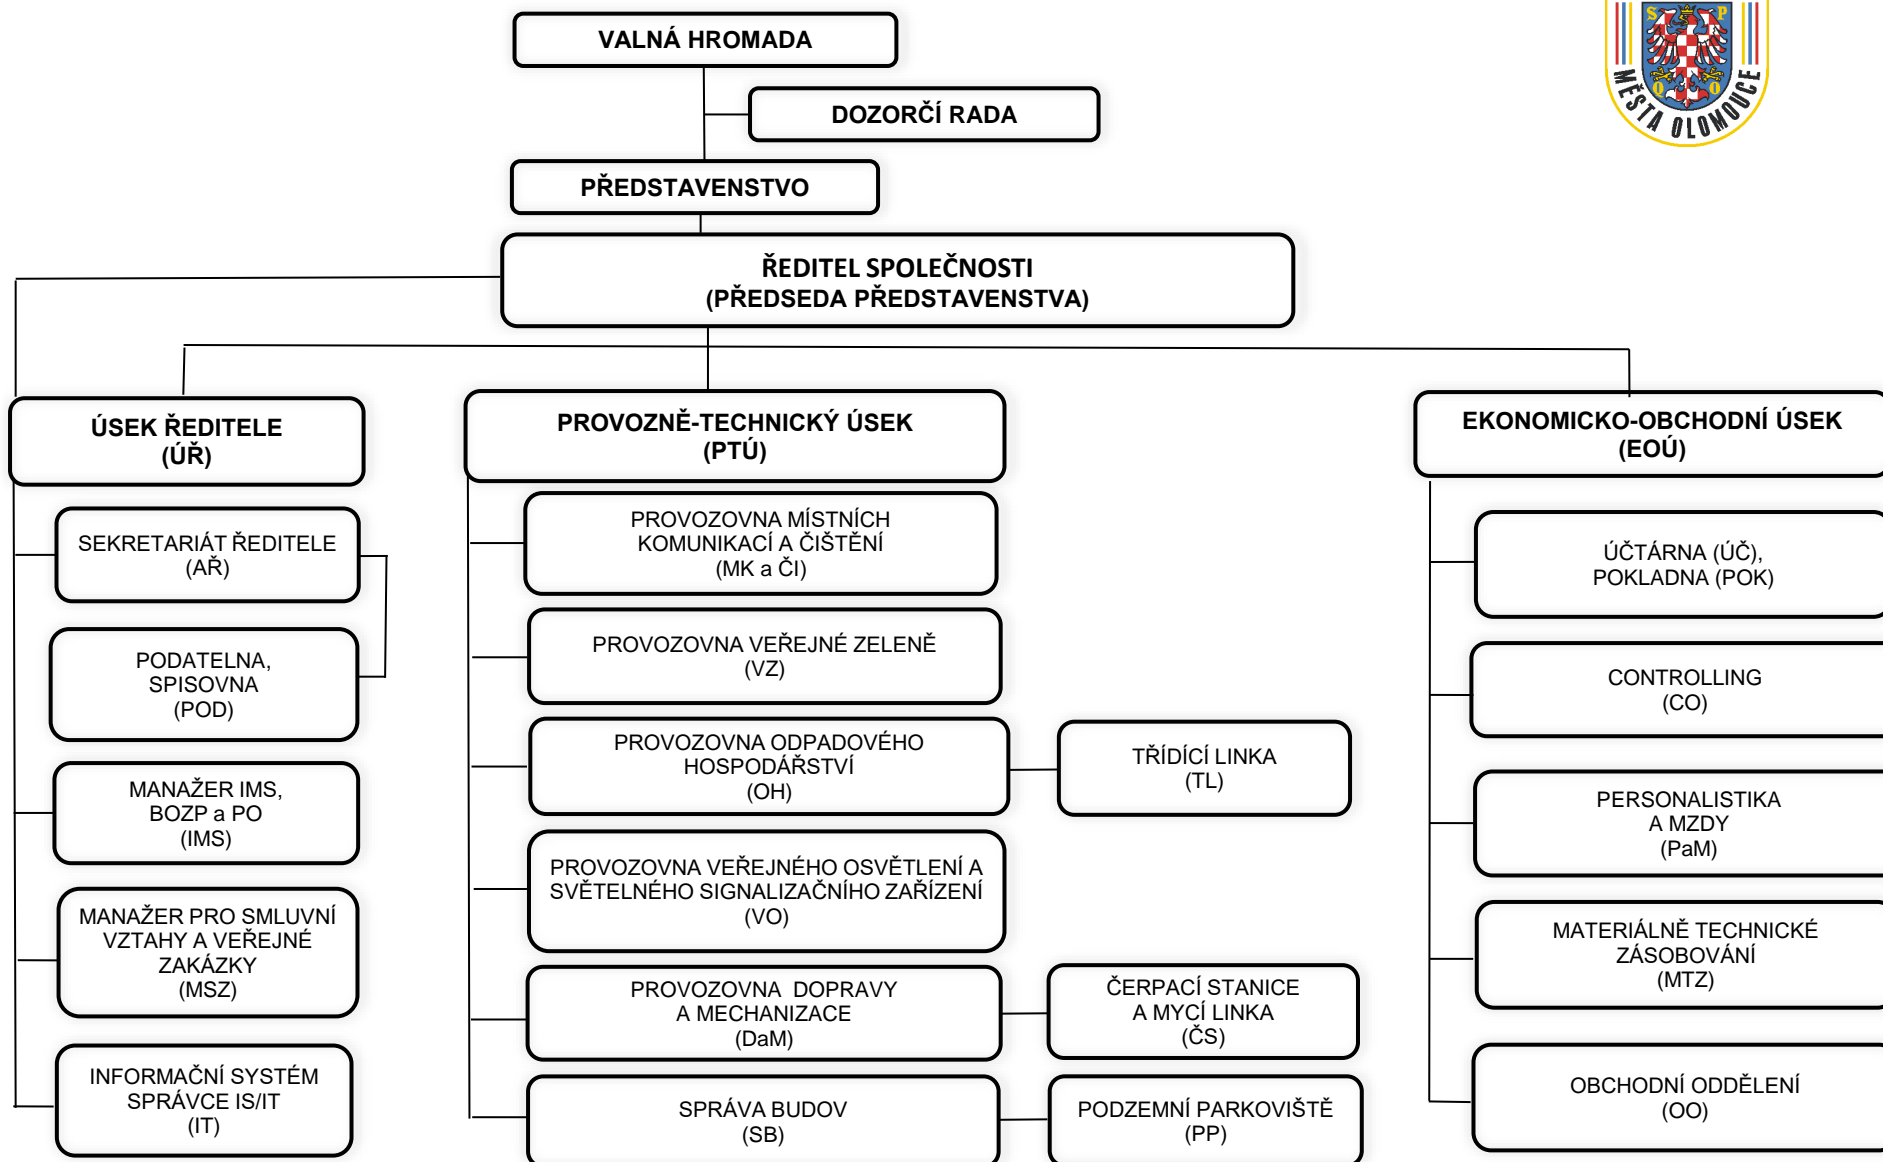 VALNÁ HROMADA
DOZORČÍ RADA
PŘEDSTAVENSTVO
ŘEDITEL SPOLEČNOSTI
(PŘEDSEDA PŘEDSTAVENSTVA)
S P
Q O
MĚSTA OLOMOUCE
ÚSEK ŘEDITELE
(ÚŘ)
SEKRETARIÁT ŘEDITELE
(AŘ)
PODATELNA,
SPISOVNA
(POD)
MANAŽER IMS,
BOZP a PO
(IMS)
MANAŽER PRO SMLUVNÍ
VZTAHY A VEŘEJNÉ
ZAKÁZKY
(MSZ)
INFORMAČNÍ SYSTÉM
SPRÁVCE IS/IT
(IT)
PROVOZNĚ-TECHNICKÝ ÚSEK
(PTÚ)
PROVOZOVNA MÍSTNÍCH
KOMUNIKACÍ A ČIŠTĚNÍ
(MK a ČI)
PROVOZOVNA VEŘEJNÉ ZELENĚ
(VZ)
PROVOZOVNA ODPADOVÉHO
HOSPODÁŘSTVÍ
(OH)
TŘÍDÍCÍ LINKA
(TL)
PROVOZOVNA VEŘEJNÉHO OSVĚTLENÍ A
SVĚTELNÉHO SIGNALIZAČNÍHO ZAŘÍZENÍ
(VO)
PROVOZOVNA DOPRAVY
A MECHANIZACE
(DaM)
ČERPACÍ STANICE
A MYCÍ LINKA
(ČS)
SPRÁVA BUDOV
(SB)
PODZEMNÍ PARKOVIŠTĚ
(PP)
EKONOMICKO-OBCHODNÍ ÚSEK
(EOÚ)
ÚČTÁRNA (ÚČ),
POKLADNA (POK)
CONTROLLING
(CO)
PERSONALISTIKA
A MZDY
(PaM)
MATERIÁLNĚ TECHNICKÉ
ZÁSOBOVÁNÍ
(MTZ)
OBCHODNÍ ODDĚLENÍ
(OO)